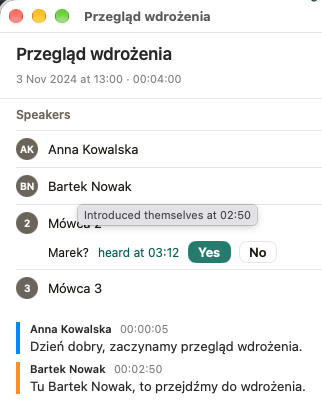 Przegląd wdrożenia
Przegląd wdrożenia
3 Nov 2024 at 13:00 · 00:04:00
Speakers
AK Anna Kowalska
BN Bartek Nowak
Introduced themselves at 02:50
2 Mówca 2
Marek? heard at 03:12 Yes No
3 Mówca 3
Anna Kowalska 00:00:05
Dzień dobry, zaczynamy przegląd wdrożenia.
Bartek Nowak 00:02:50
Tu Bartek Nowak, to przejdźmy do wdrożenia.